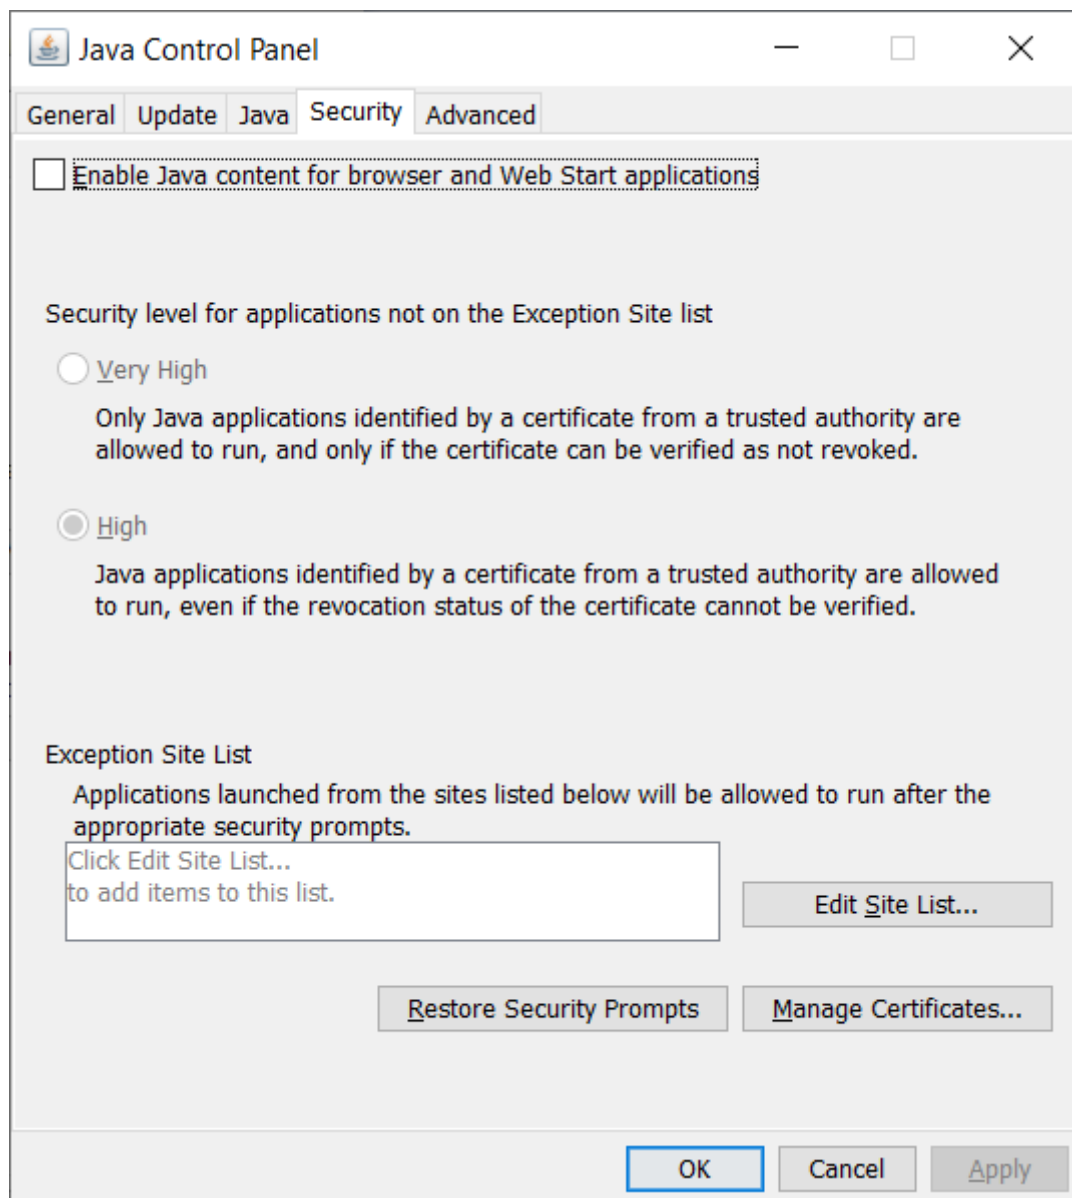 Java Control Panel
General Update Java Security Advanced
Enable Java content for browser and Web Start applications
Security level for applications not on the Exception Site list
Very High
Only Java applications identified by a certificate from a trusted authority are
allowed to run, and only if the certificate can be verified as not revoked.
High
Java applications identified by a certificate from a trusted authority are allowed
to run, even if the revocation status of the certificate cannot be verified.
Exception Site List
Applications launched from the sites listed below will be allowed to run after the
appropriate security prompts.
Click Edit Site List...
to add items to this list.
Edit Site List...
Restore Security Prompts Manage Certificates...
OK Cancel Apply